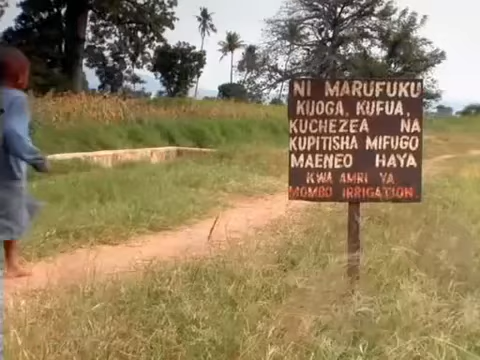 NI MARUFUKU
KUOGA, KUFUA,
KUCHEZEA NA
KUPITISHA MIFUGO
MAENEO HAYA
KWA AMRI YA
MOMBO IRRIGATION.